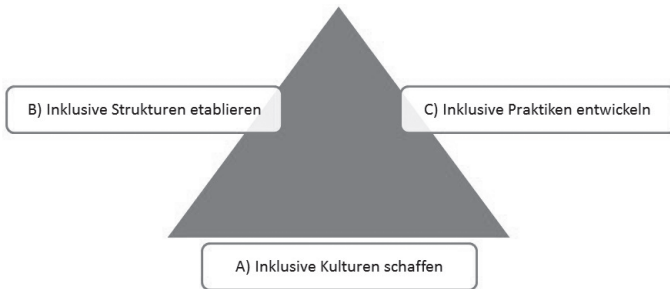 B) Inklusive Strukturen etablieren
C) Inklusive Praktiken entwickeln
A) Inklusive Kulturen schaffen